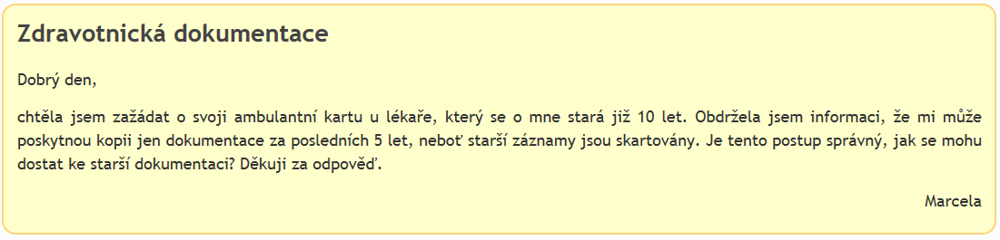 Zdravotnická dokumentace
Dobrý den,
chtěla jsem zažádat o svoji ambulantní kartu u lékaře, který se o mne stará již 10 let. Obdržela jsem informaci, že mi může
poskytnou kopii jen dokumentace za posledních 5 let, neboť starší záznamy jsou skartovány. Je tento postup správný, jak se mohu
dostat ke starší dokumentaci? Děkuji za odpověď.
Marcela